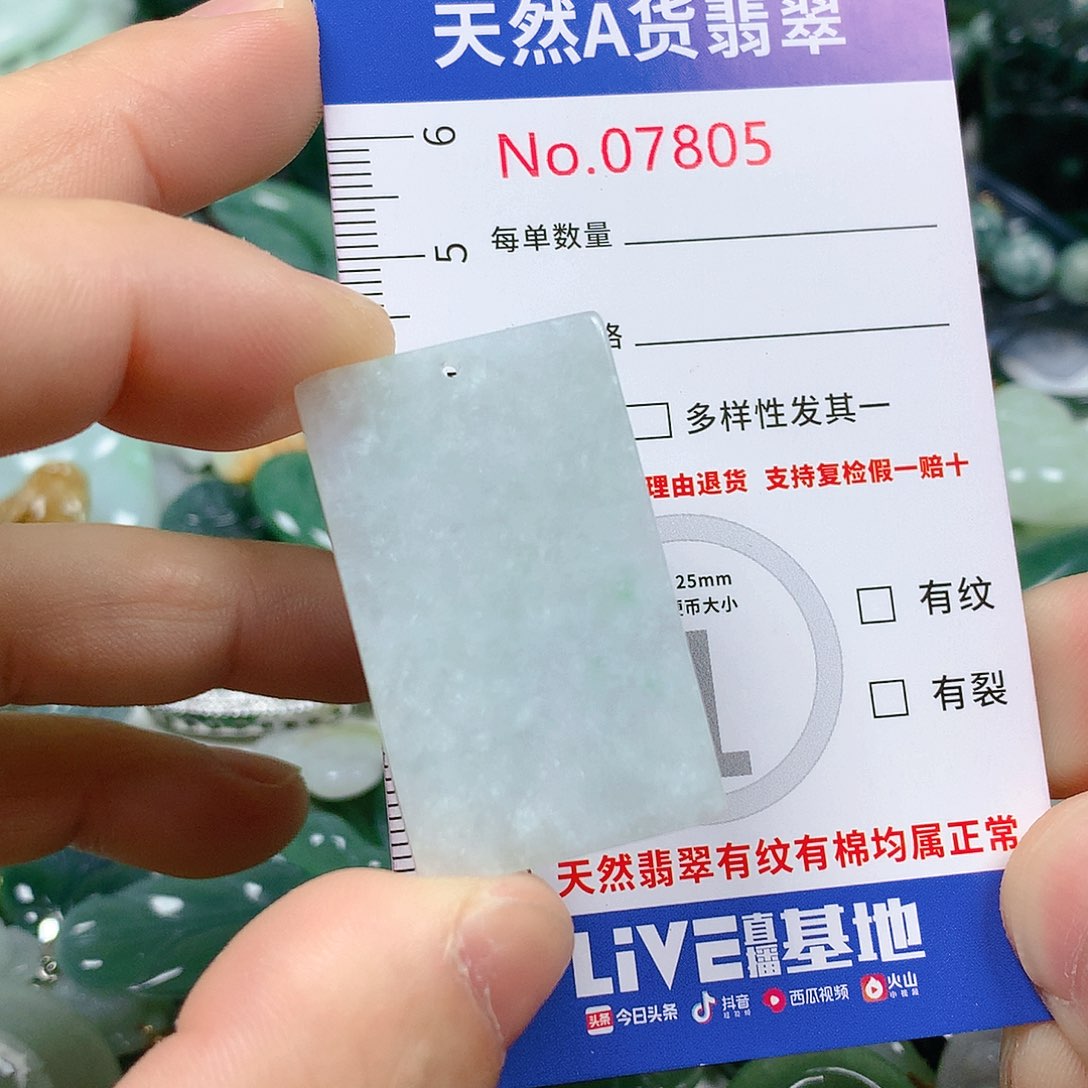 天然A货翡翠
6
No.07805
5
每单数量
格
多样性发其一
理由退货 支持复检假一赔十
25mm
硬币大小
1
有纹
有裂
天然翡翠有纹有棉均属正常
LiVE直播基地
头条 今日头条 抖音 西瓜视频 火山